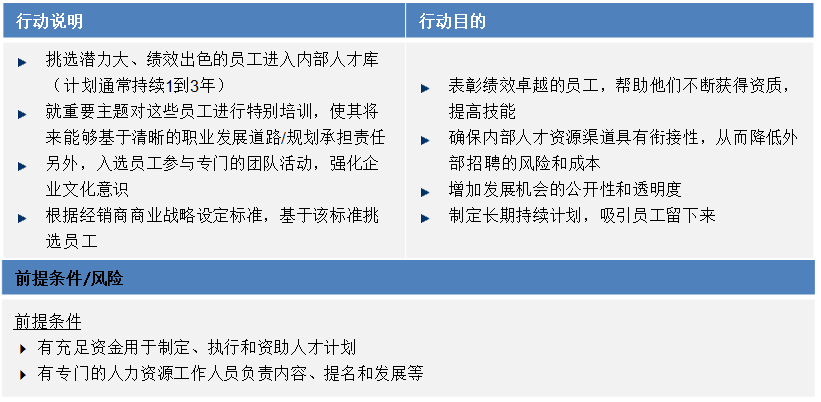 行动说明
挑选潜力大、绩效出色的员工进入内部人才库
（计划通常持续1到3年）
就重要主题对这些员工进行特别培训，使其将
来能够基于清晰的职业发展道路/规划承担责任
另外，入选员工参与专门的团队活动，强化企
业文化意识
根据经销商商业战略设定标准，基于该标准挑
选员工
行动目的
表彰绩效卓越的员工，帮助他们不断获得资质，
提高技能
确保内部人才资源渠道具有衔接性，从而降低外
部招聘的风险和成本
增加发展机会的公开性和透明度
制定长期持续计划，吸引员工留下来
前提条件/风险
前提条件
有充足资金用于制定、执行和资助人才计划
有专门的人力资源工作人员负责内容、提名和发展等